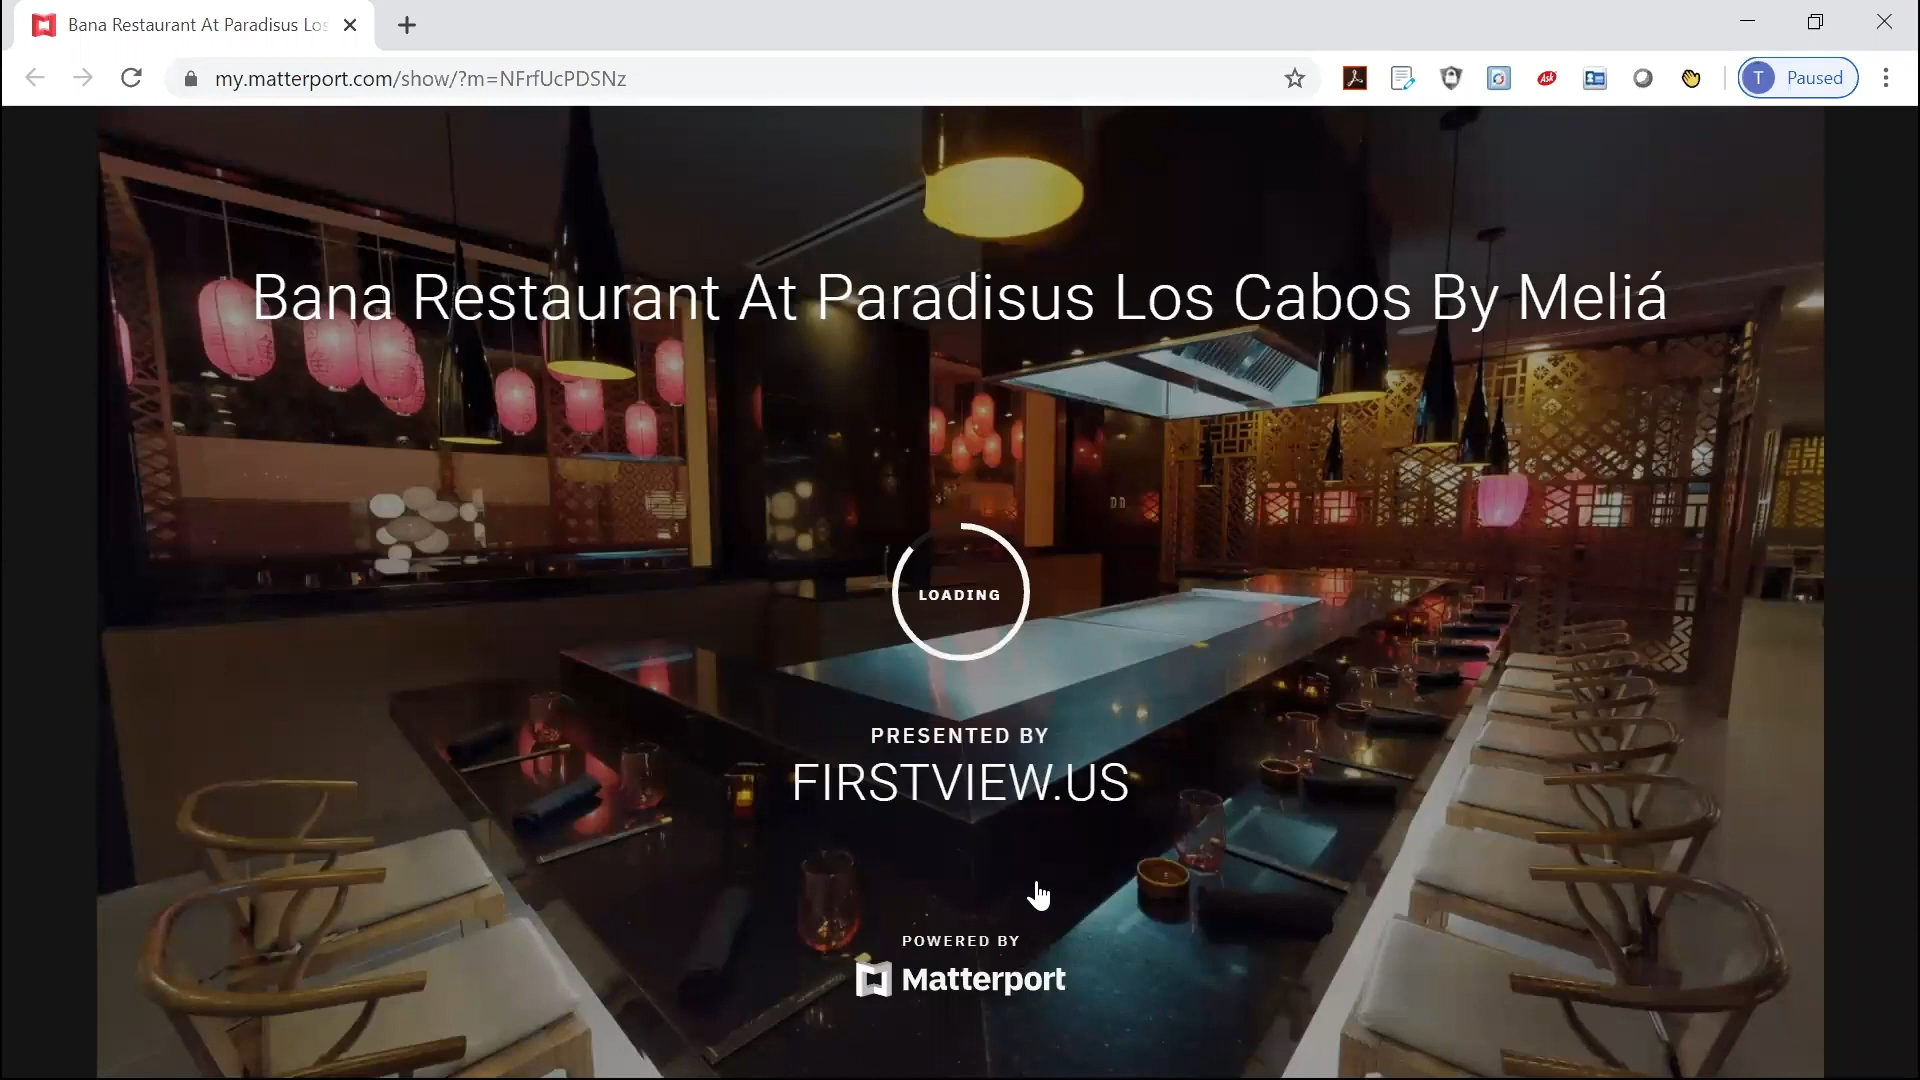 Bana Restaurant At Paradisus Los
my.matterport.com/show/?m=NFrfUcPDSNz
Ask
T
Paused
Bana Restaurant At Paradisus Los Cabos By Meliá
LOADING
PRESENTED BY
FIRSTVIEW.US
POWERED BY
Matterport